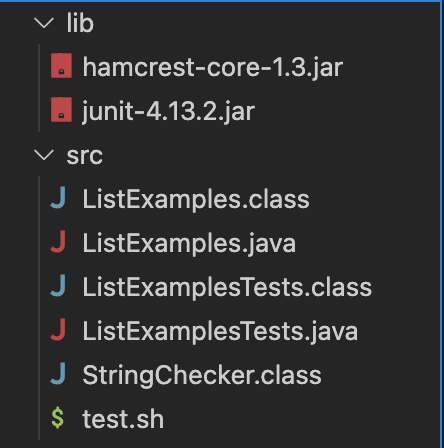 lib
hamcrest-core-1.3.jar
junit-4.13.2.jar
src
J ListExamples.class
J ListExamples.java
J ListExamplesTests.class
J ListExamplesTests.java
J StringChecker.class
$ test.sh